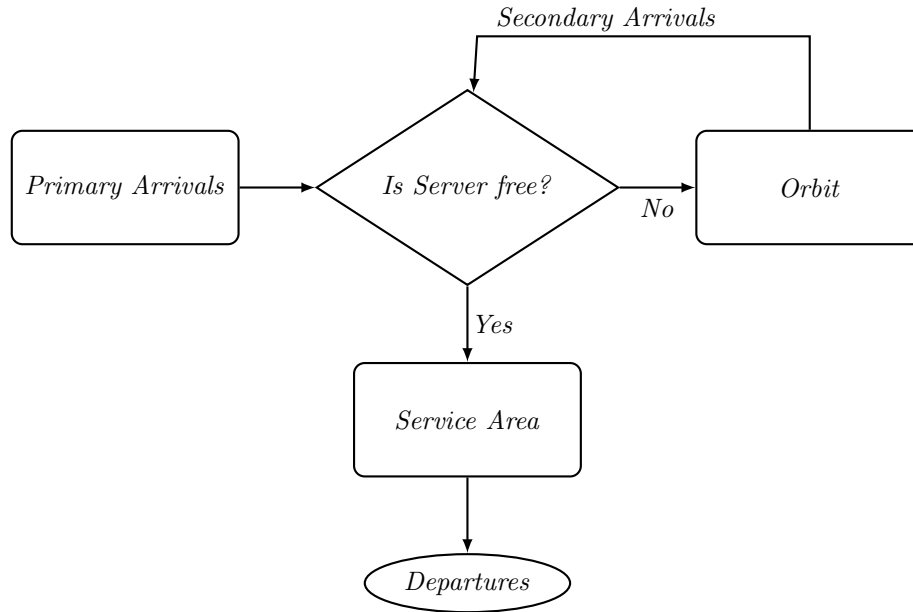 Secondary Arrivals
Primary Arrivals
Is Server free?
No
Orbit
Yes
Service Area
Departures